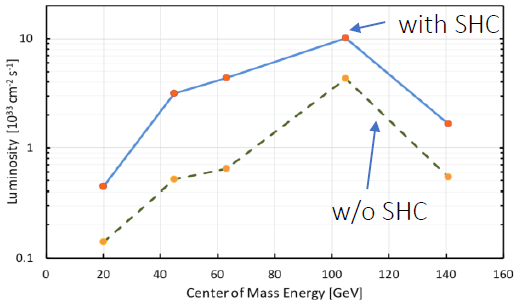 with SHC
10
1
0.1
Luminosity [10³³ cm⁻² s⁻¹]
w/o SHC
0 20 40 60 80 100 120 140 160
Center of Mass Energy [GeV]